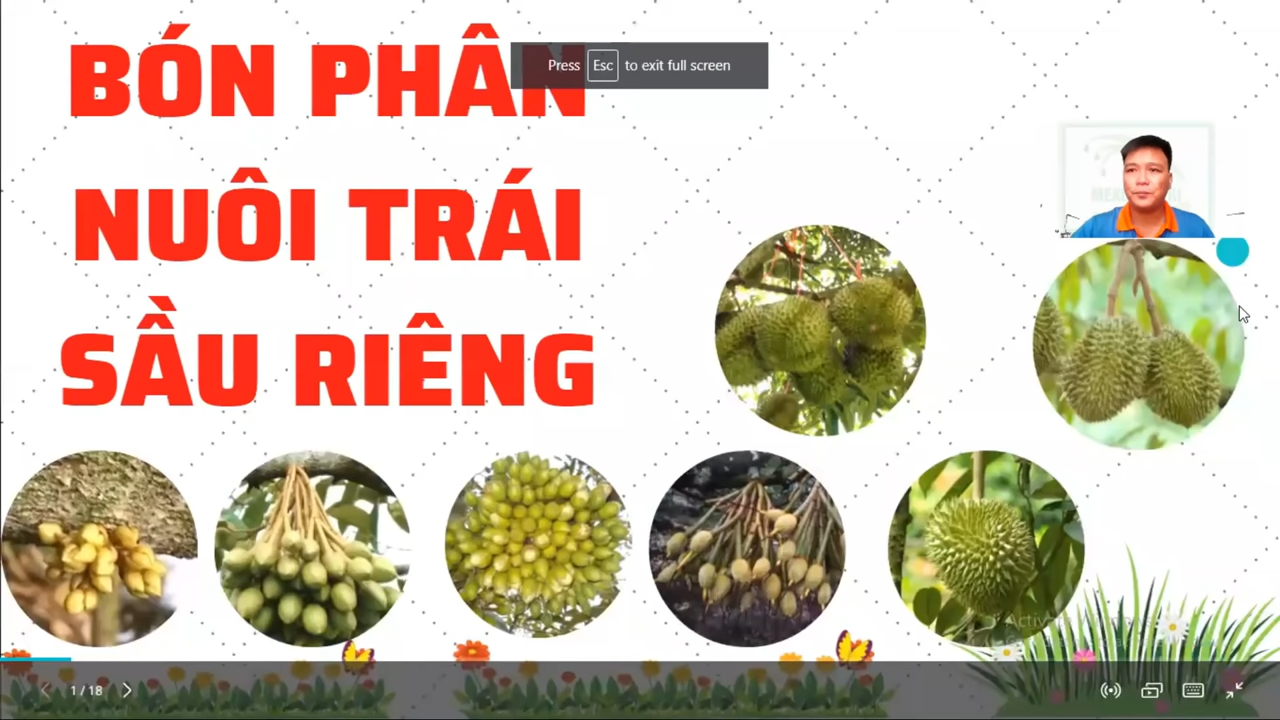 BÓN PHÂN
NUÔI TRÁI
SẦU RIÊNG
Press Esc to exit full screen
1 / 18